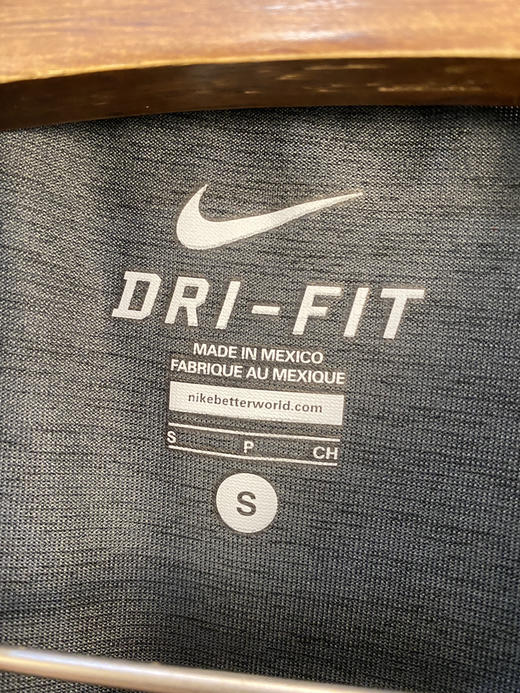 DRI-FIT
MADE IN MEXICO
FABRIQUE AU MEXIQUE
nikebetterworld.com
S P CH
S